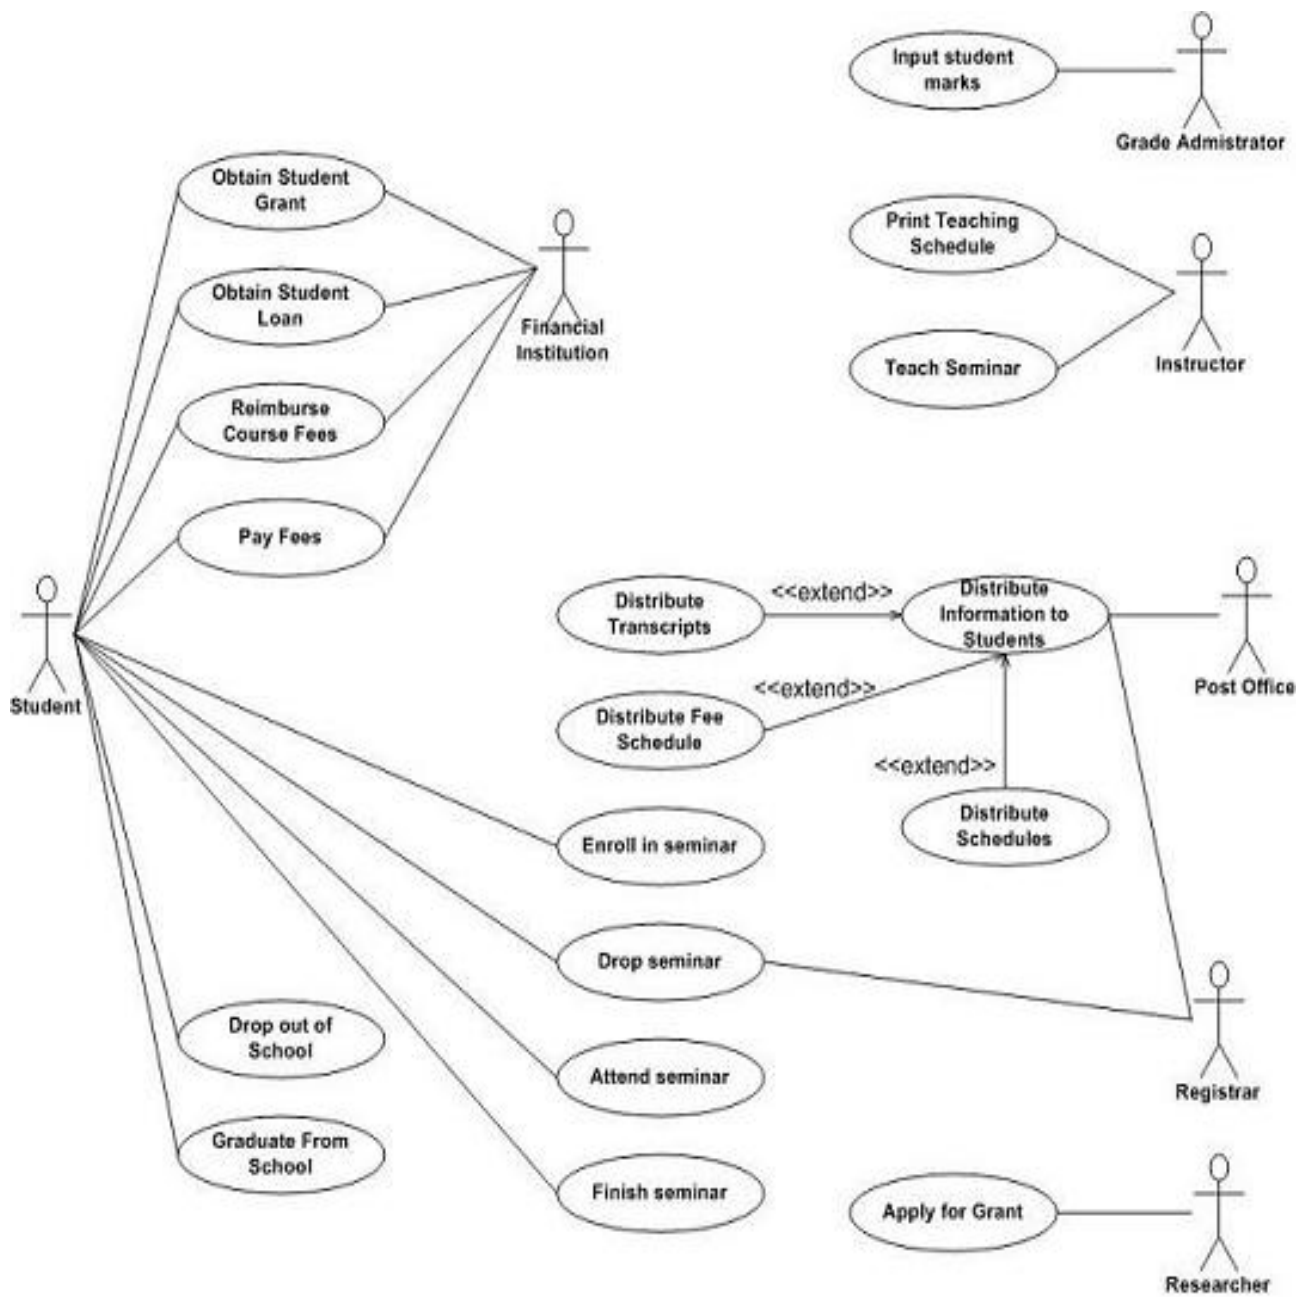 Input student
marks
Grade Admistrator
Obtain Student
Grant
Print Teaching
Schedule
Obtain Student
Loan
Financial
Institution
Teach Seminar
Instructor
Reimburse
Course Fees
Pay Fees
Student
Distribute
Transcripts
<<extend>>
Distribute
Information to
Students
Post Office
<<extend>>
Distribute Fee
Schedule
<<extend>>
Distribute
Schedules
Enroll in seminar
Drop seminar
Drop out of
School
Attend seminar
Registrar
Graduate From
School
Finish seminar
Apply for Grant
Researcher